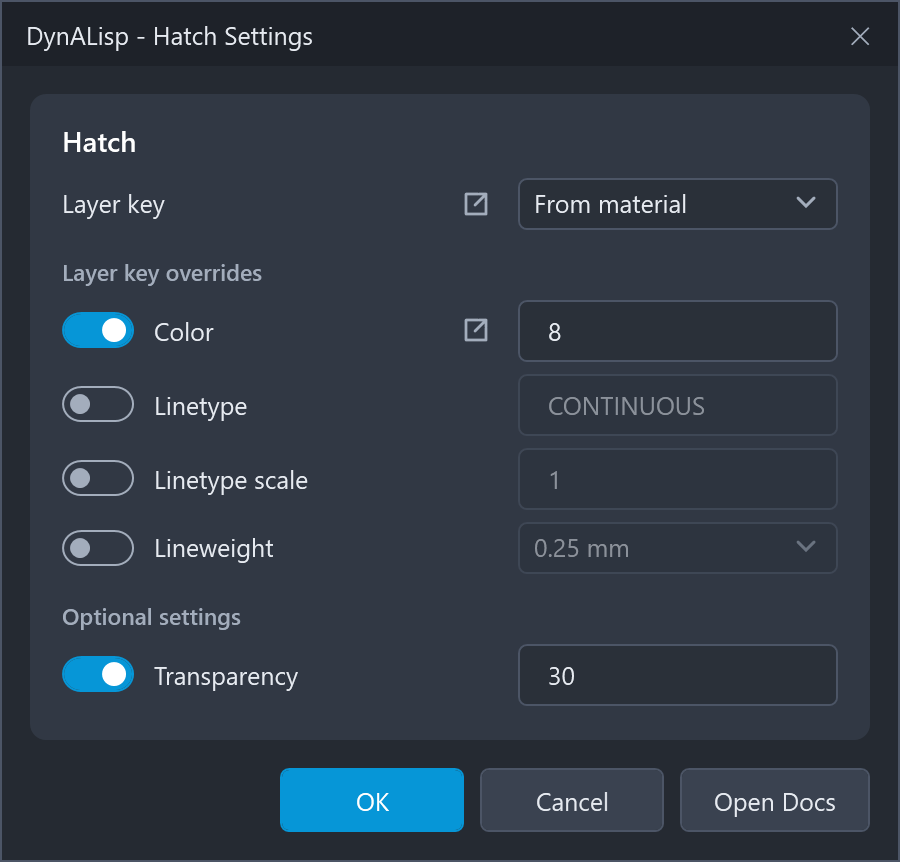 DynALisp - Hatch Settings
Hatch
Layer key From material
Layer key overrides
Color 8
Linetype CONTINUOUS
Linetype scale 1
Lineweight 0.25 mm
Optional settings
Transparency 30
OK Cancel Open Docs